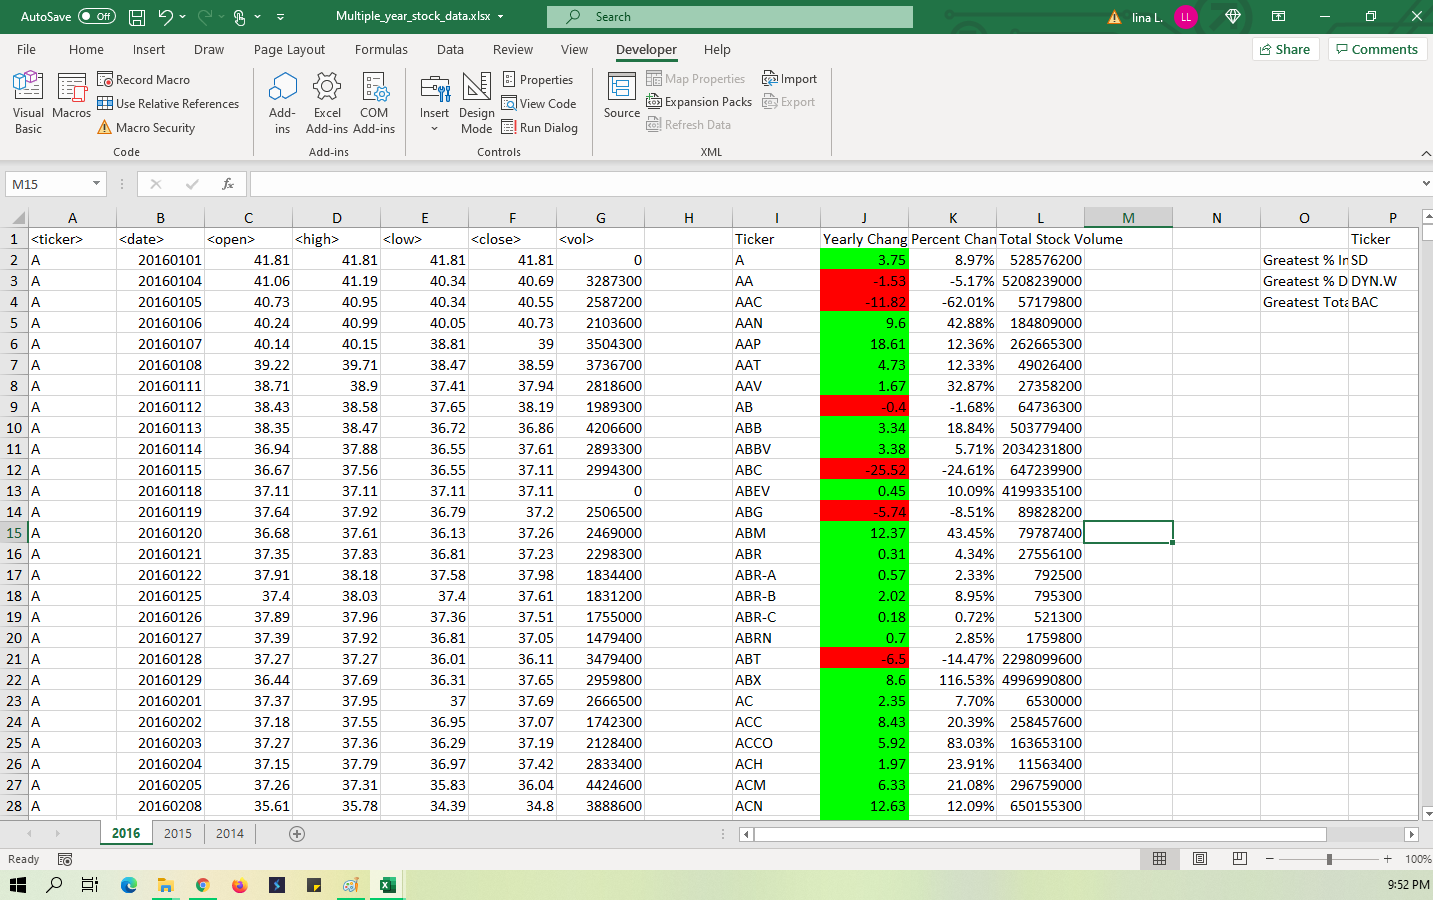 AutoSave Off Multiple_year_stock_data.xlsx Search lina L. LL
File Home Insert Draw Page Layout Formulas Data Review View Developer Help Share Comments
Visual Basic Macros Record Macro Use Relative References Macro Security Code
Add-ins Excel Add-ins COM Add-ins Add-ins
Insert Design Mode Properties View Code Run Dialog Controls
Source Map Properties Expansion Packs Refresh Data Import Export XML
M15 fx
A B C D E F G H I J K L M N O P
1 <ticker> <date> <open> <high> <low> <close> <vol> Ticker Yearly Chang Percent Chan Total Stock Volume Ticker
2 A 20160101 41.81 41.81 41.81 41.81 0 A 3.75 8.97% 528576200 Greatest % In SD
3 A 20160104 41.06 41.19 40.34 40.69 3287300 AA -1.53 -5.17% 5208239000 Greatest % D DYN.W
4 A 20160105 40.73 40.95 40.34 40.55 2587200 AAC -11.82 -62.01% 57179800 Greatest Tota BAC
5 A 20160106 40.24 40.99 40.05 40.73 2103600 AAN 9.6 42.88% 184809000
6 A 20160107 40.14 40.15 38.81 39 3504300 AAP 18.61 12.36% 262665300
7 A 20160108 39.22 39.71 38.47 38.59 3736700 AAT 4.73 12.33% 49026400
8 A 20160111 38.71 38.9 37.41 37.94 2818600 AAV 1.67 32.87% 27358200
9 A 20160112 38.43 38.58 37.65 38.19 1989300 AB -0.4 -1.68% 64736300
10 A 20160113 38.35 38.47 36.72 36.86 4206600 ABB 3.34 18.84% 503779400
11 A 20160114 36.94 37.88 36.55 37.61 2893300 ABBV 3.38 5.71% 2034231800
12 A 20160115 36.67 37.56 36.55 37.11 2994300 ABC -25.52 -24.61% 647239900
13 A 20160118 37.11 37.11 37.11 37.11 0 ABEV 0.45 10.09% 4199335100
14 A 20160119 37.64 37.92 36.79 37.2 2506500 ABG -5.74 -8.51% 89828200
15 A 20160120 36.68 37.61 36.13 37.26 2469000 ABM 12.37 43.45% 79787400
16 A 20160121 37.35 37.83 36.81 37.23 2298300 ABR 0.31 4.34% 27556100
17 A 20160122 37.91 38.18 37.58 37.98 1834400 ABR-A 0.57 2.33% 792500
18 A 20160125 37.4 38.03 37.4 37.61 1831200 ABR-B 2.02 8.95% 795300
19 A 20160126 37.89 37.96 37.36 37.51 1755000 ABR-C 0.18 0.72% 521300
20 A 20160127 37.39 37.92 36.81 37.05 1479400 ABRN 0.7 2.85% 1759800
21 A 20160128 37.27 37.27 36.01 36.11 3479400 ABT -6.5 -14.47% 2298099600
22 A 20160129 36.44 37.69 36.31 37.65 2959800 ABX 8.6 116.53% 4996990800
23 A 20160201 37.37 37.95 37 37.69 2666500 AC 2.35 7.70% 6530000
24 A 20160202 37.18 37.55 36.95 37.07 1742300 ACC 8.43 20.39% 258457600
25 A 20160203 37.27 37.36 36.29 37.19 2128400 ACCO 5.92 83.03% 163653100
26 A 20160204 37.15 37.79 36.97 37.42 2833400 ACH 1.97 23.91% 11563400
27 A 20160205 37.26 37.31 35.83 36.04 4424600 ACM 6.33 21.08% 296759000
28 A 20160208 35.61 35.78 34.39 34.8 3888600 ACN 12.63 12.09% 650155300
2016 2015 2014
Ready 100%
9:52 PM